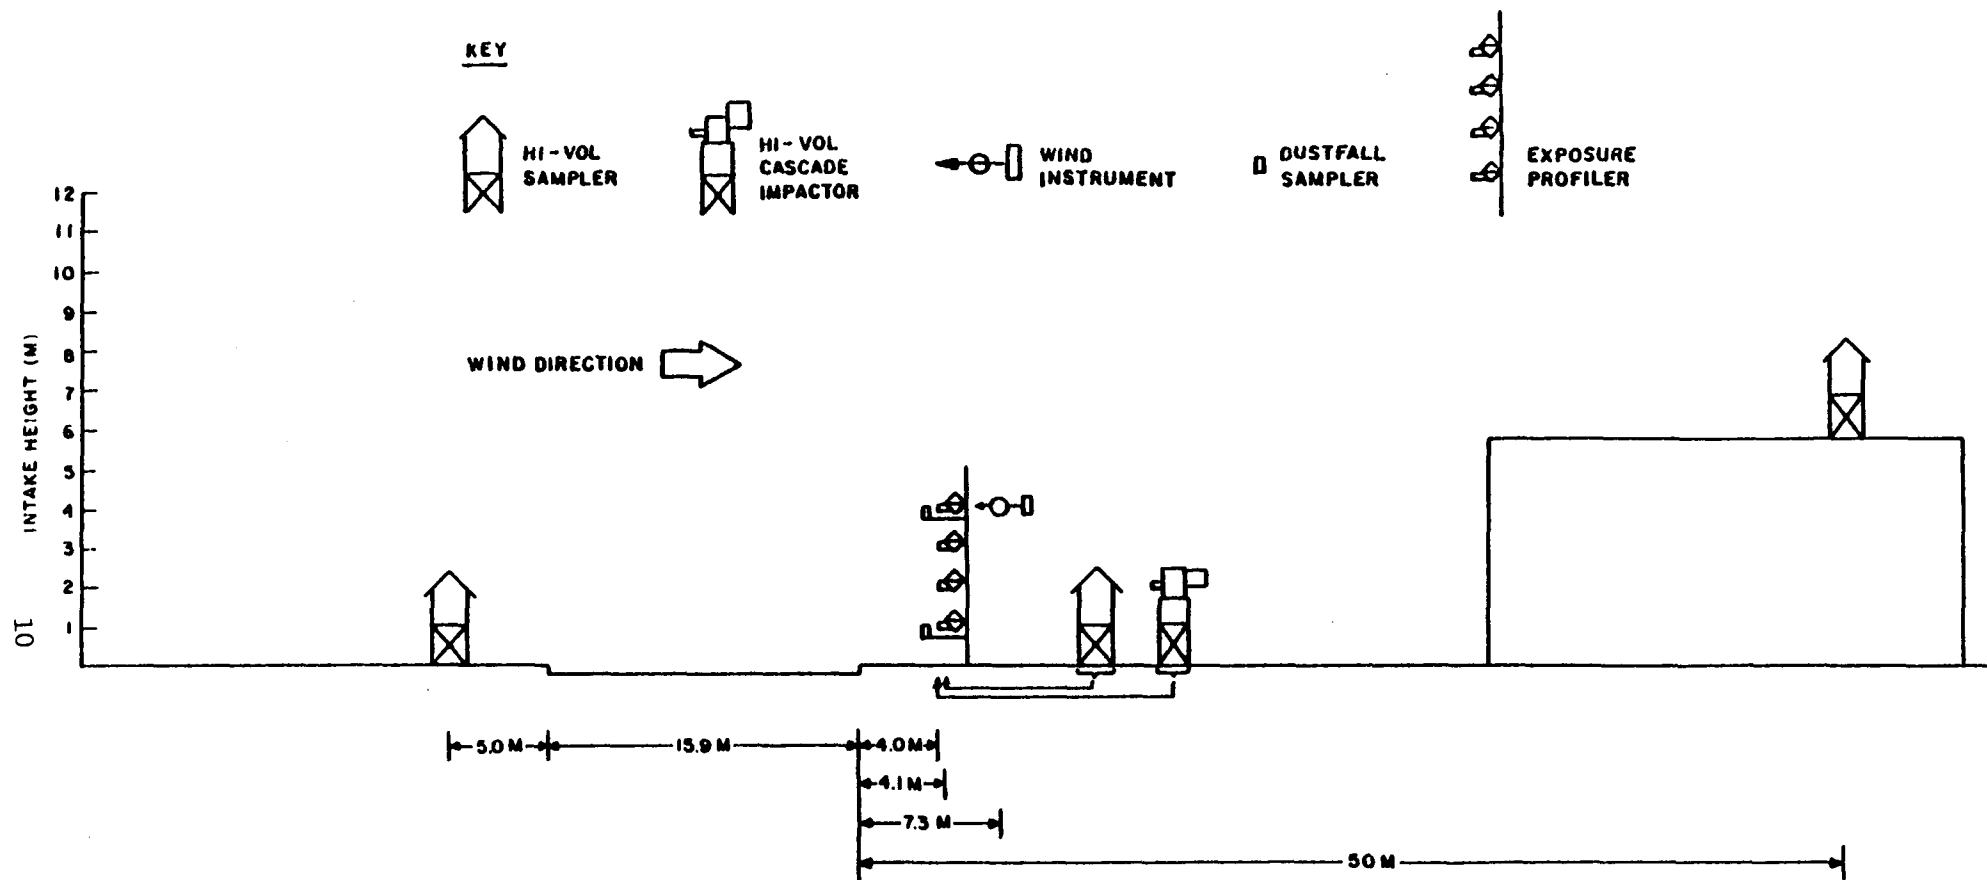 KEY
HI-VOL
SAMPLER
HI-VOL
CASCADE
IMPACTOR
WIND
INSTRUMENT
DUSTFALL
SAMPLER
EXPOSURE
PROFILER
12
11
10
9
8
7
6
5
4
3
2
1
INTAKE HEIGHT (M)
WIND DIRECTION
10
5.0 M
15.9 M
4.0 M
4.1 M
7.3 M
50 M